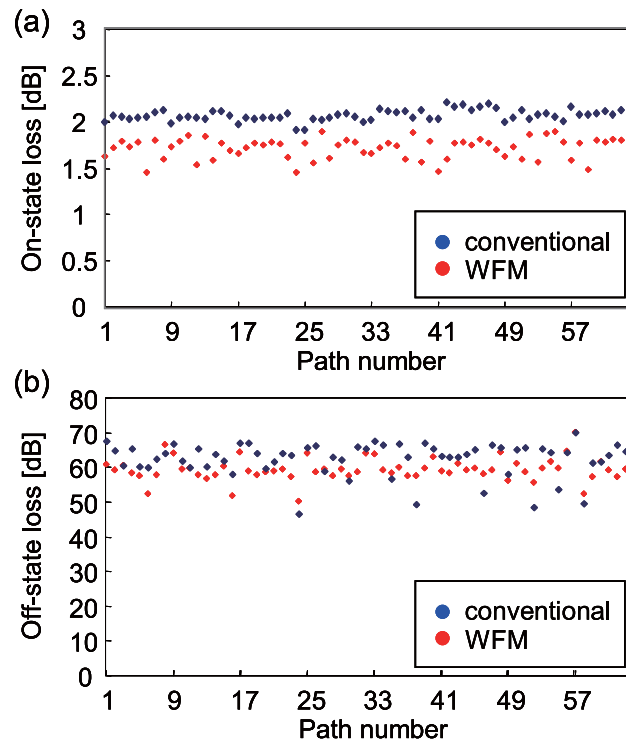 (a)
On-state loss [dB]
3
2.5
2
1.5
1
0.5
0
conventional
WFM
1 9 17 25 33 41 49 57
Path number
(b)
Off-state loss [dB]
80
70
60
50
40
30
20
10
0
conventional
WFM
1 9 17 25 33 41 49 57
Path number